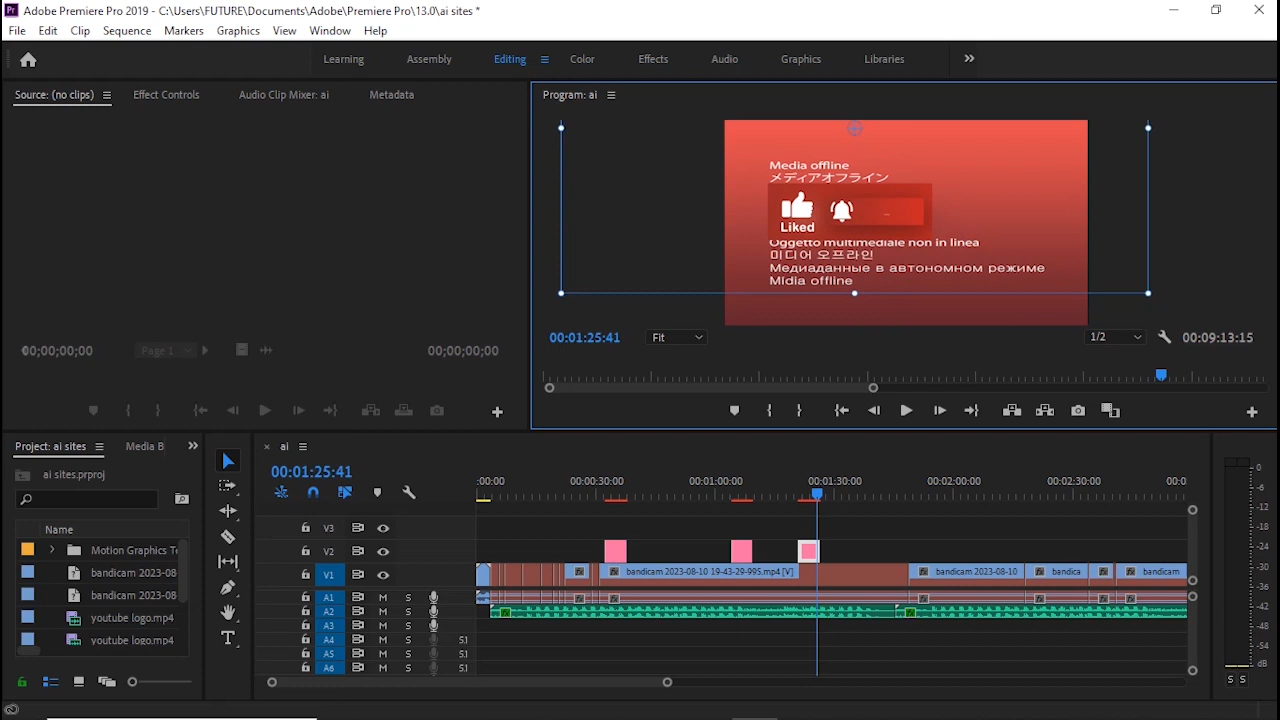 Adobe Premiere Pro 2019 - C:\Users\FUTURE\Documents\Adobe\Premiere Pro\13.0\ai sites *
File Edit Clip Sequence Markers Graphics View Window Help
Learning Assembly Editing Color Effects Audio Graphics Libraries
Source: (no clips) Effect Controls Audio Clip Mixer: ai Metadata
Program: ai
Media offline
メディアオフライン
Liked
Oggetto multimediale non in linea
미디어 오프라인
Медиаданные в автономном режиме
Mídia offline
00:01:25:41 Fit 1/2 00:09:13:15
00;00;00;00 Page 1 00;00;00;00
Project: ai sites Media B
ai sites.prproj
Name
Motion Graphics Te
bandicam 2023-08-
bandicam 2023-08-
youtube logo.mp4
youtube logo.mp4
ai
00:01:25:41
:00:00 00:00:30:00 00:01:00:00 00:01:30:00 00:02:00:00 00:02:30:00 00:0
V3
V2
V1 bandicam 2023-08-10 19-43-29-995.mp4 [V] bandicam 2023-08-10 bandica bandicam
A1 M S
A2 M S
A3 M S
A4 M S 5.1
A5 M S 5.1
A6 M S 5.1
0
-6
-12
-18
-24
-30
-36
-42
-48
-54
dB
S S